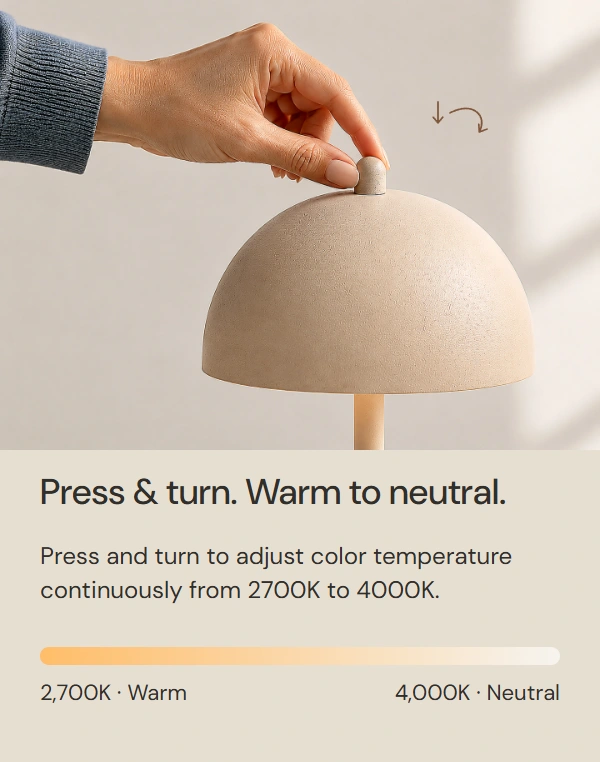 Press & turn. Warm to neutral.
Press and turn to adjust color temperature
continuously from 2700K to 4000K.
2,700K · Warm
4,000K · Neutral